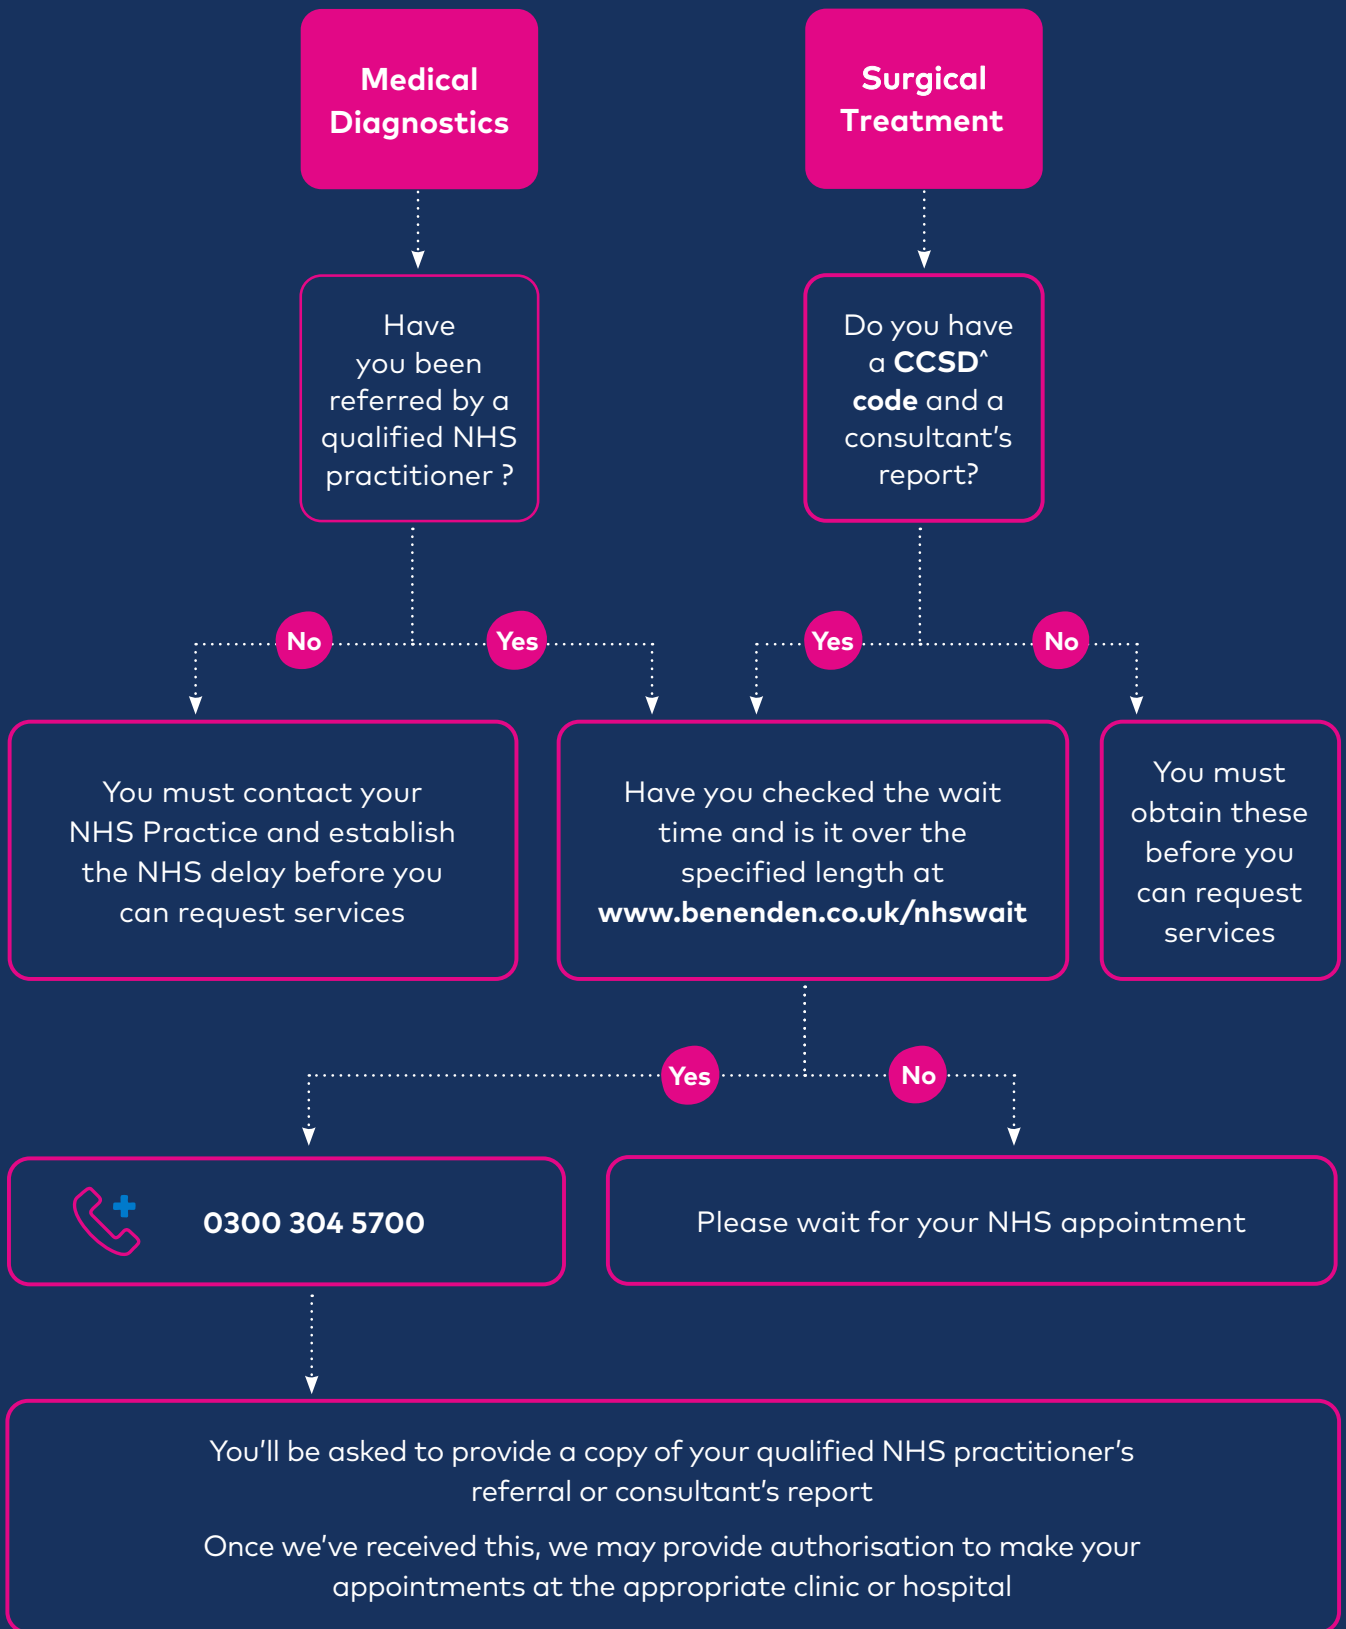 Medical
Diagnostics
Surgical
Treatment
Have
you been
referred by a
qualified NHS
practitioner ?
Do you have
a CCSD^
code and a
consultant's
report?
No
Yes
Yes
No
You must contact your
NHS Practice and establish
the NHS delay before you
can request services
Have you checked the wait
time and is it over the
specified length at
www.benenden.co.uk/nhswait
You must
obtain these
before you
can request
services
Yes
No
0300 304 5700
Please wait for your NHS appointment
You'll be asked to provide a copy of your qualified NHS practitioner's
referral or consultant's report
Once we've received this, we may provide authorisation to make your
appointments at the appropriate clinic or hospital